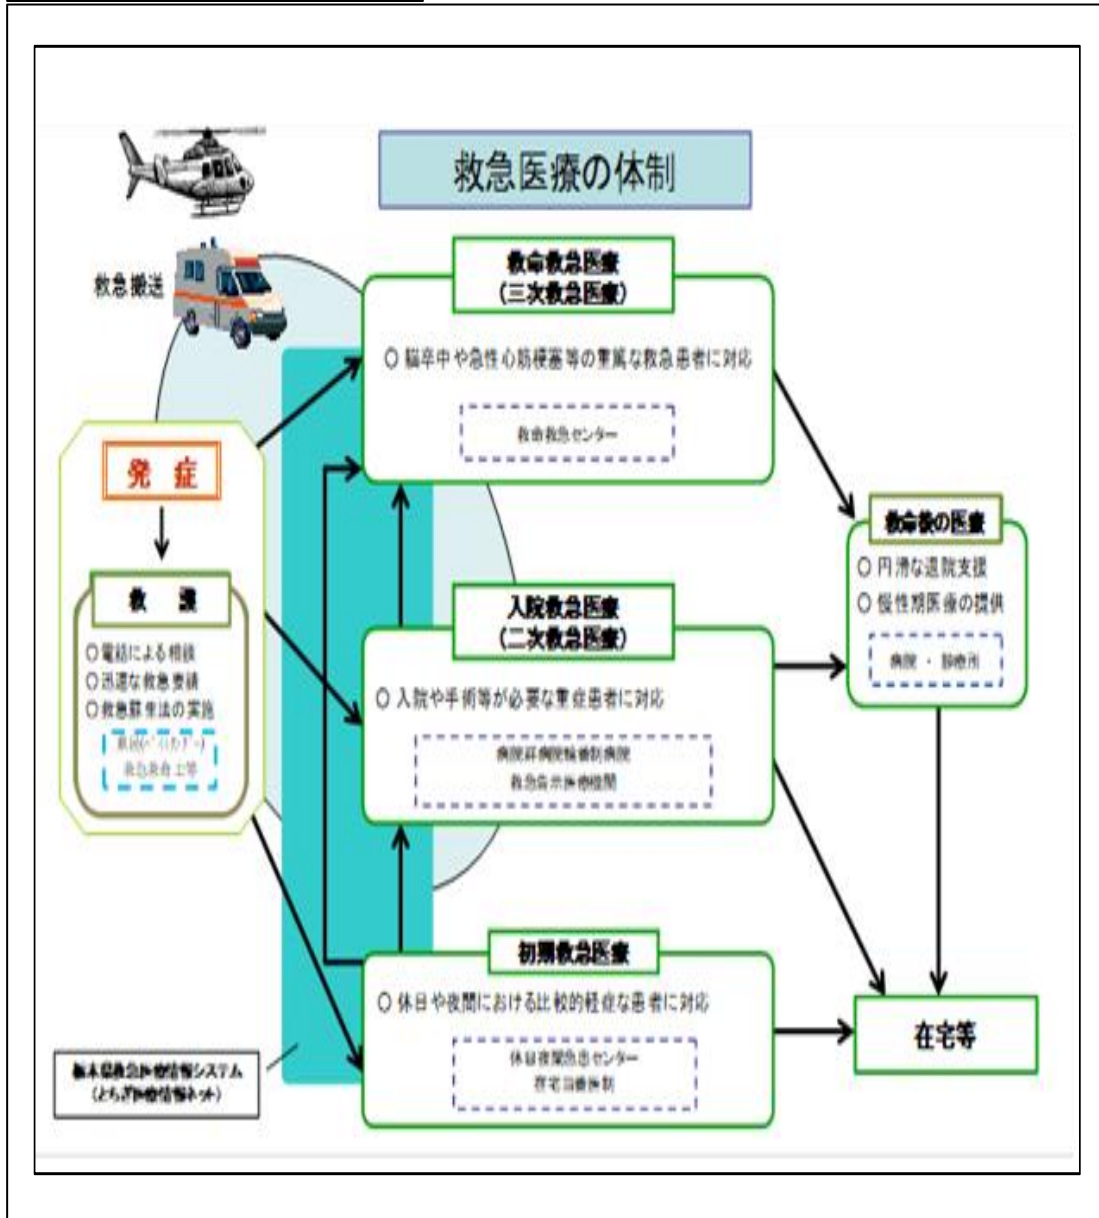 救急医療の体制
救急搬送
救命救急医療
(三次救急医療)
○ 脳卒中や急性心筋梗塞等の重篤な救急患者に対応
救命救急センター
発 症
救 護
○電話による相談
○迅速な救急要請
○救急蘇生法の実施
救急救命士等
入院救急医療
(二次救急医療)
○ 入院や手術等が必要な重症患者に対応
病院群病院輪番制病院
救急告示医療機関
救命後の医療
○ 円滑な退院支援
○ 慢性期医療の提供
病院 ・ 診療所
初期救急医療
○ 休日や夜間における比較的軽症な患者に対応
休日夜間急患センター
在宅当番医制
在宅等
栃木県救急医療情報システム
(とちぎ医療情報ネット)